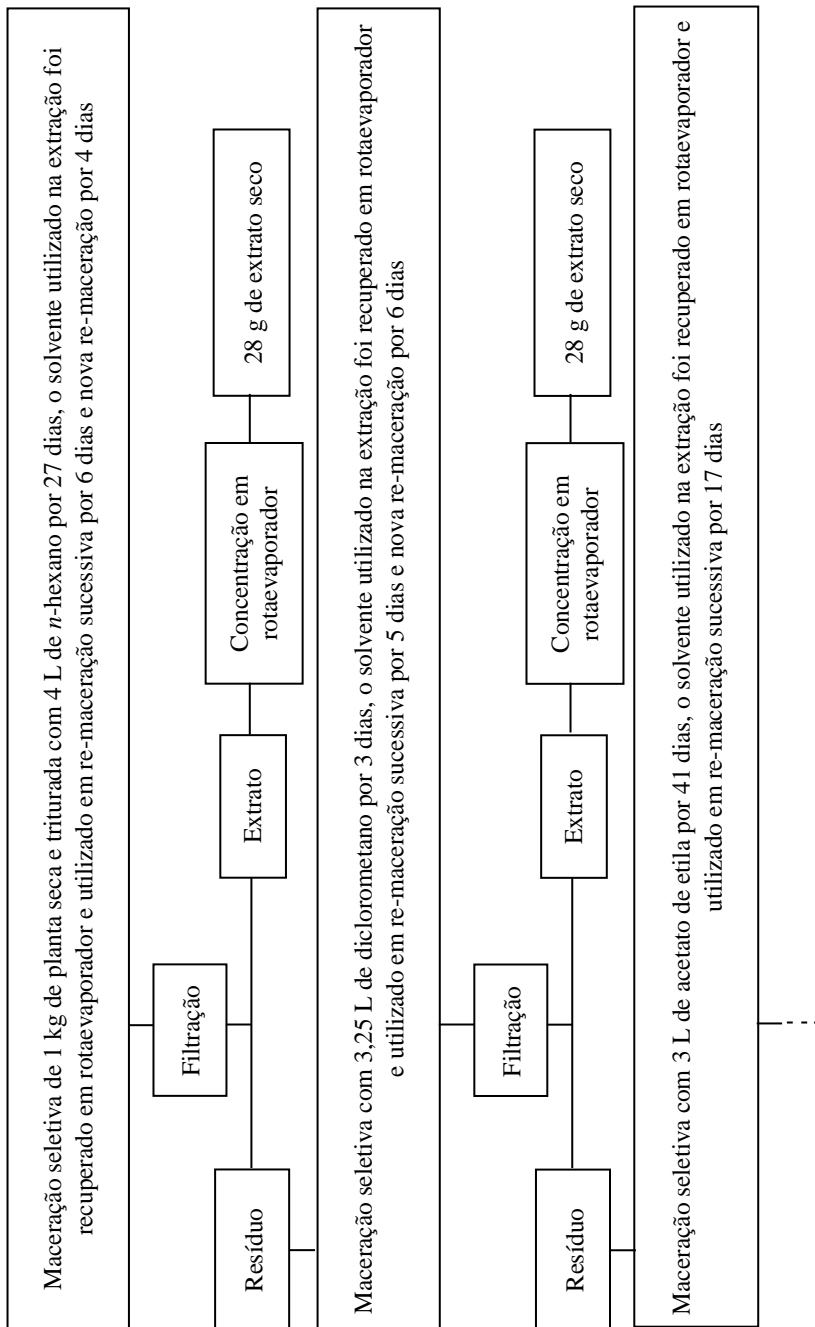 Maceração seletiva de 1 kg de planta seca e triturada com 4 L de n-hexano por 27 dias, o solvente utilizado na extração foi
recuperado em rotaevaporador e utilizado em re-maceração sucessiva por 6 dias e nova re-maceração por 4 dias
Filtração
Resíduo
Extrato
Concentração em
rotaevaporador
28 g de extrato seco
Maceração seletiva com 3,25 L de diclorometano por 3 dias, o solvente utilizado na extração foi recuperado em rotaevaporador
e utilizado em re-maceração sucessiva por 5 dias e nova re-maceração por 6 dias
Filtração
Resíduo
Extrato
Concentração em
rotaevaporador
28 g de extrato seco
Maceração seletiva com 3 L de acetato de etila por 41 dias, o solvente utilizado na extração foi recuperado em rotaevaporador e
utilizado em re-maceração sucessiva por 17 dias